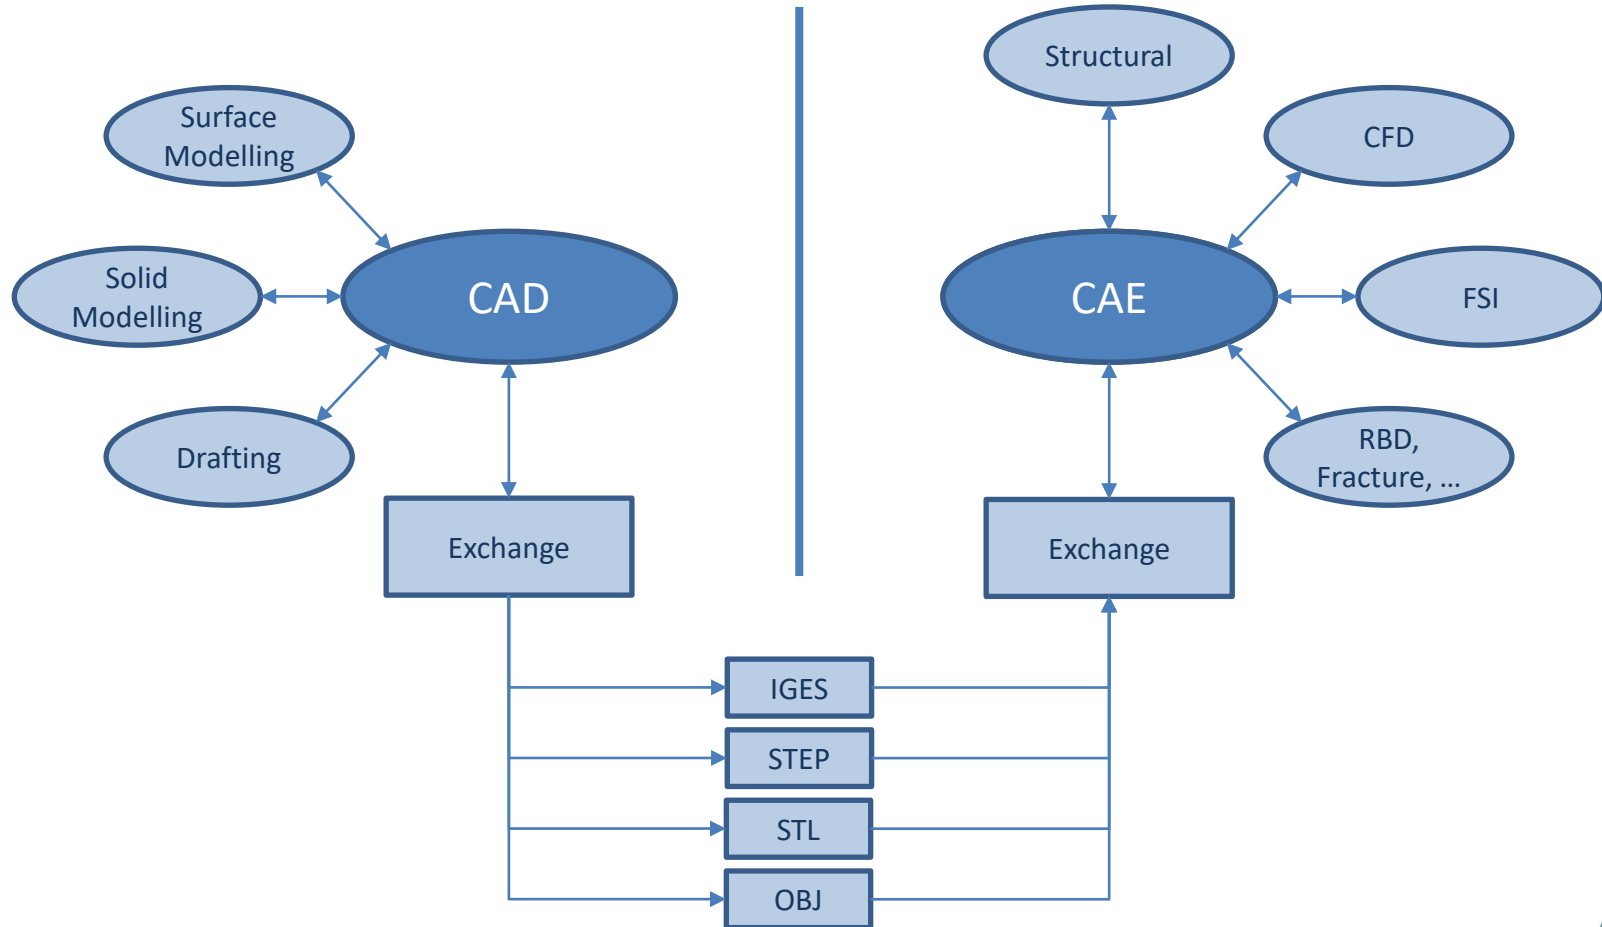 Surface
Modelling
Solid
Modelling
Drafting
CAD
Exchange
Structural
CFD
CAE
FSI
RBD,
Fracture, ...
Exchange
IGES
STEP
STL
OBJ